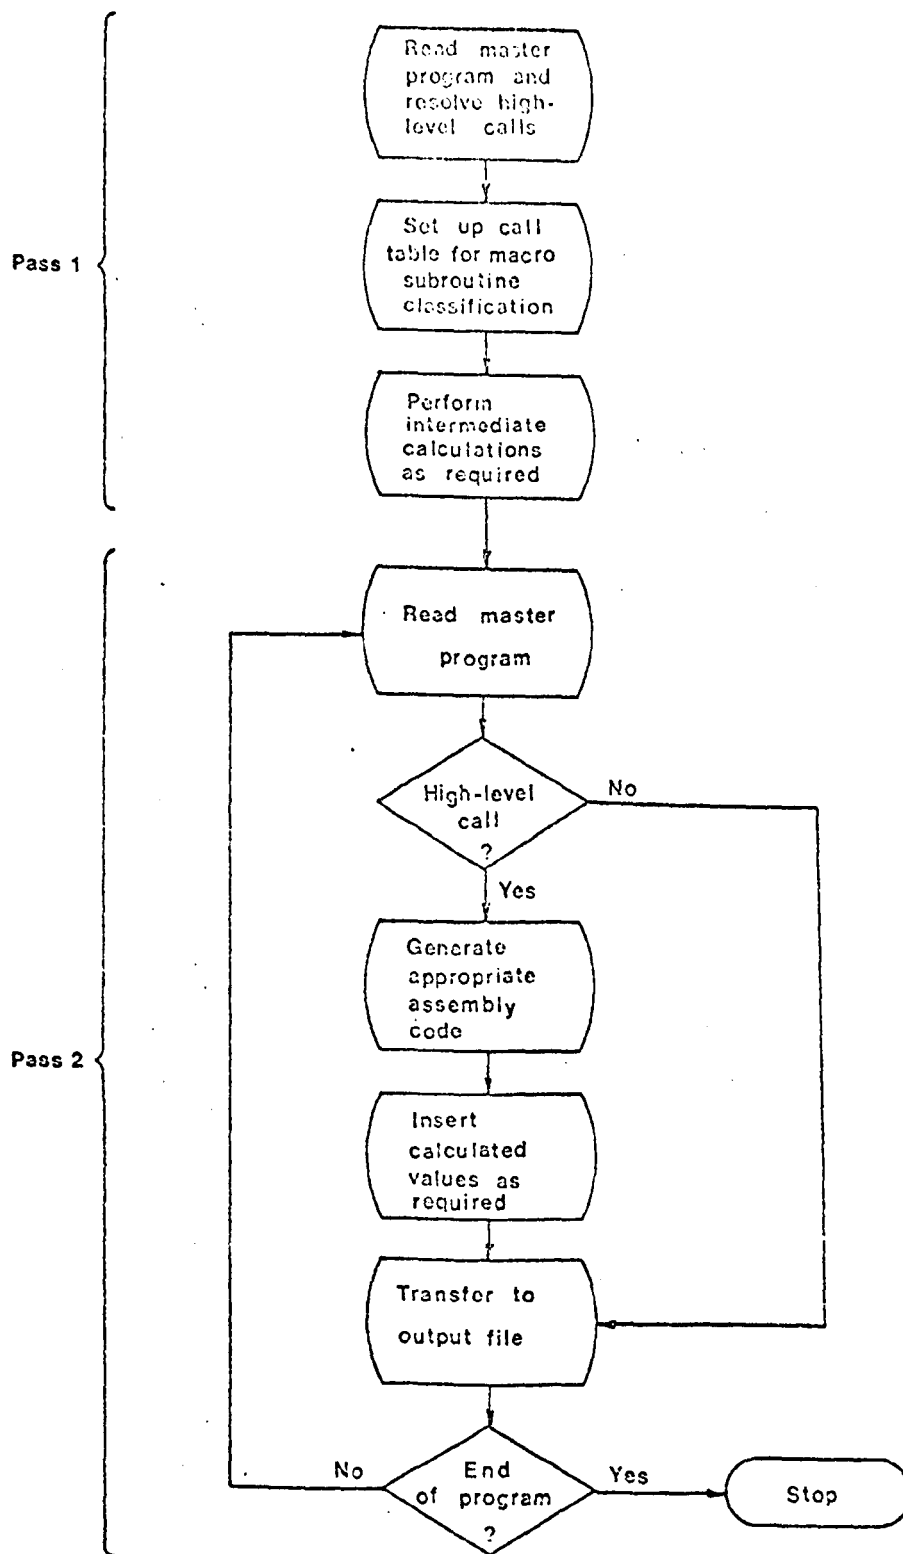 Read master
program and
resolve high-
level calls
Set up call
table for macro
subroutine
classification
Pass 1
Perform
intermediate
calculations
as required
Read master
program
High-level
call
?
No
Yes
Generate
appropriate
assembly
code
Pass 2
Insert
calculated
values as
required
Transfer to
output file
End
of program
?
No
Yes
Stop